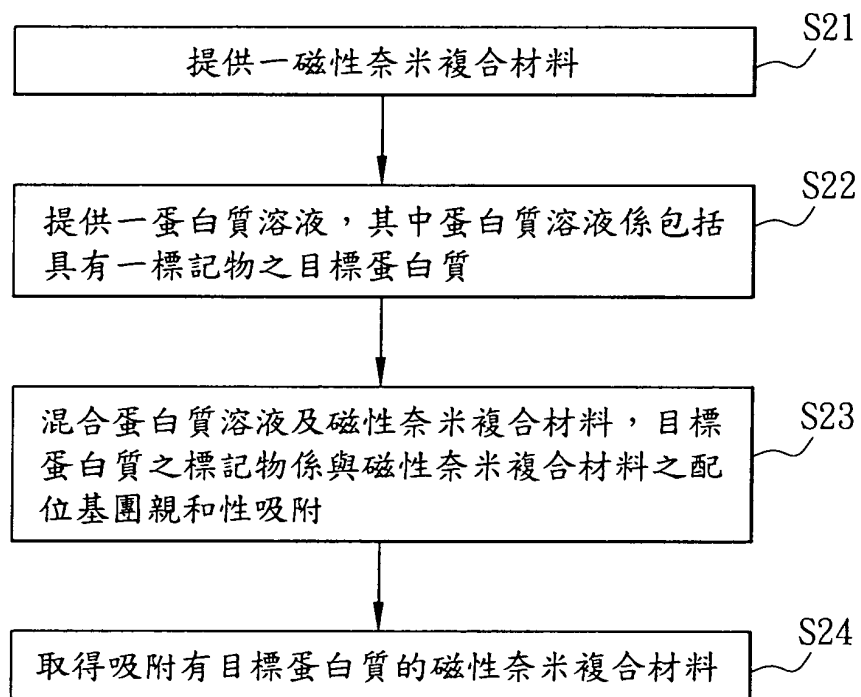 S21
提供一磁性奈米複合材料
S22
提供一蛋白質溶液，其中蛋白質溶液係包括
具有一標記物之目標蛋白質
S23
混合蛋白質溶液及磁性奈米複合材料，目標
蛋白質之標記物係與磁性奈米複合材料之配
位基團親和性吸附
S24
取得吸附有目標蛋白質的磁性奈米複合材料